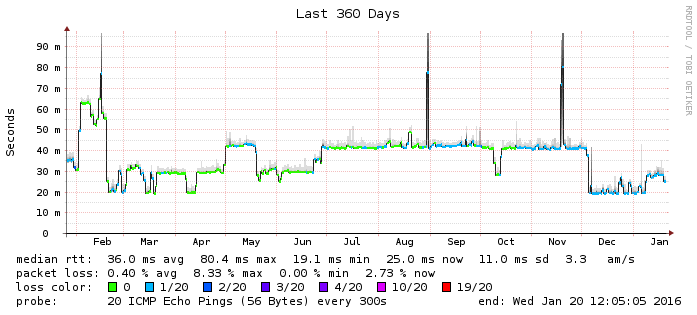 Last 360 Days
RRDTOOL / TOBI OETIKER
Seconds
90 m
80 m
70 m
60 m
50 m
40 m
30 m
20 m
10 m
0
Feb Mar Apr May Jun Jul Aug Sep Oct Nov Dec Jan
median rtt: 36.0 ms avg 80.4 ms max 19.1 ms min 25.0 ms now 11.0 ms sd 3.3 am/s
packet loss: 0.40 % avg 8.33 % max 0.00 % min 2.73 % now
loss color: 0 1/20 2/20 3/20 4/20 10/20 19/20
probe: 20 ICMP Echo Pings (56 Bytes) every 300s end: Wed Jan 20 12:05:05 2016